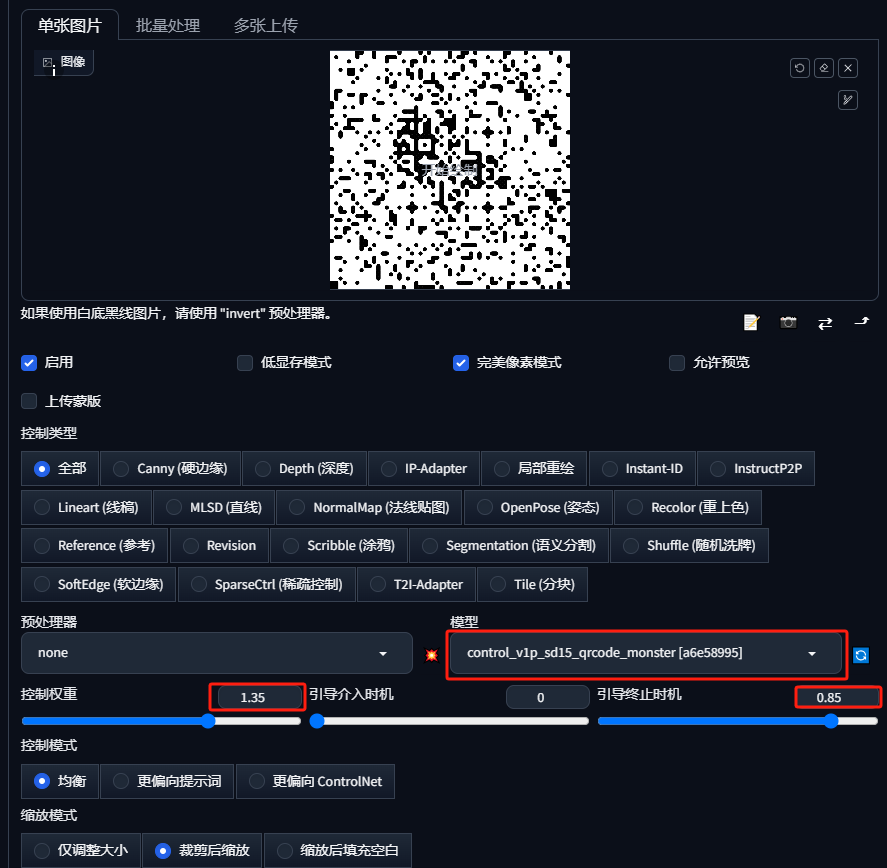 单张图片 批量处理 多张上传
图像
开始绘制
如果使用白底黑线图片，请使用 "invert" 预处理器。
启用 低显存模式 完美像素模式 允许预览
上传蒙版
控制类型
全部 Canny (硬边缘) Depth (深度) IP-Adapter 局部重绘 Instant-ID InstructP2P
Lineart (线稿) MLSD (直线) NormalMap (法线贴图) OpenPose (姿态) Recolor (重上色)
Reference (参考) Revision Scribble (涂鸦) Segmentation (语义分割) Shuffle (随机洗牌)
SoftEdge (软边缘) SparseCtrl (稀疏控制) T2I-Adapter Tile (分块)
预处理器 模型
none control_v1p_sd15_qrcode_monster [a6e58995]
控制权重 1.35 引导介入时机 0 引导终止时机 0.85
控制模式
均衡 更偏向提示词 更偏向 ControlNet
缩放模式
仅调整大小 裁剪后缩放 缩放后填充空白